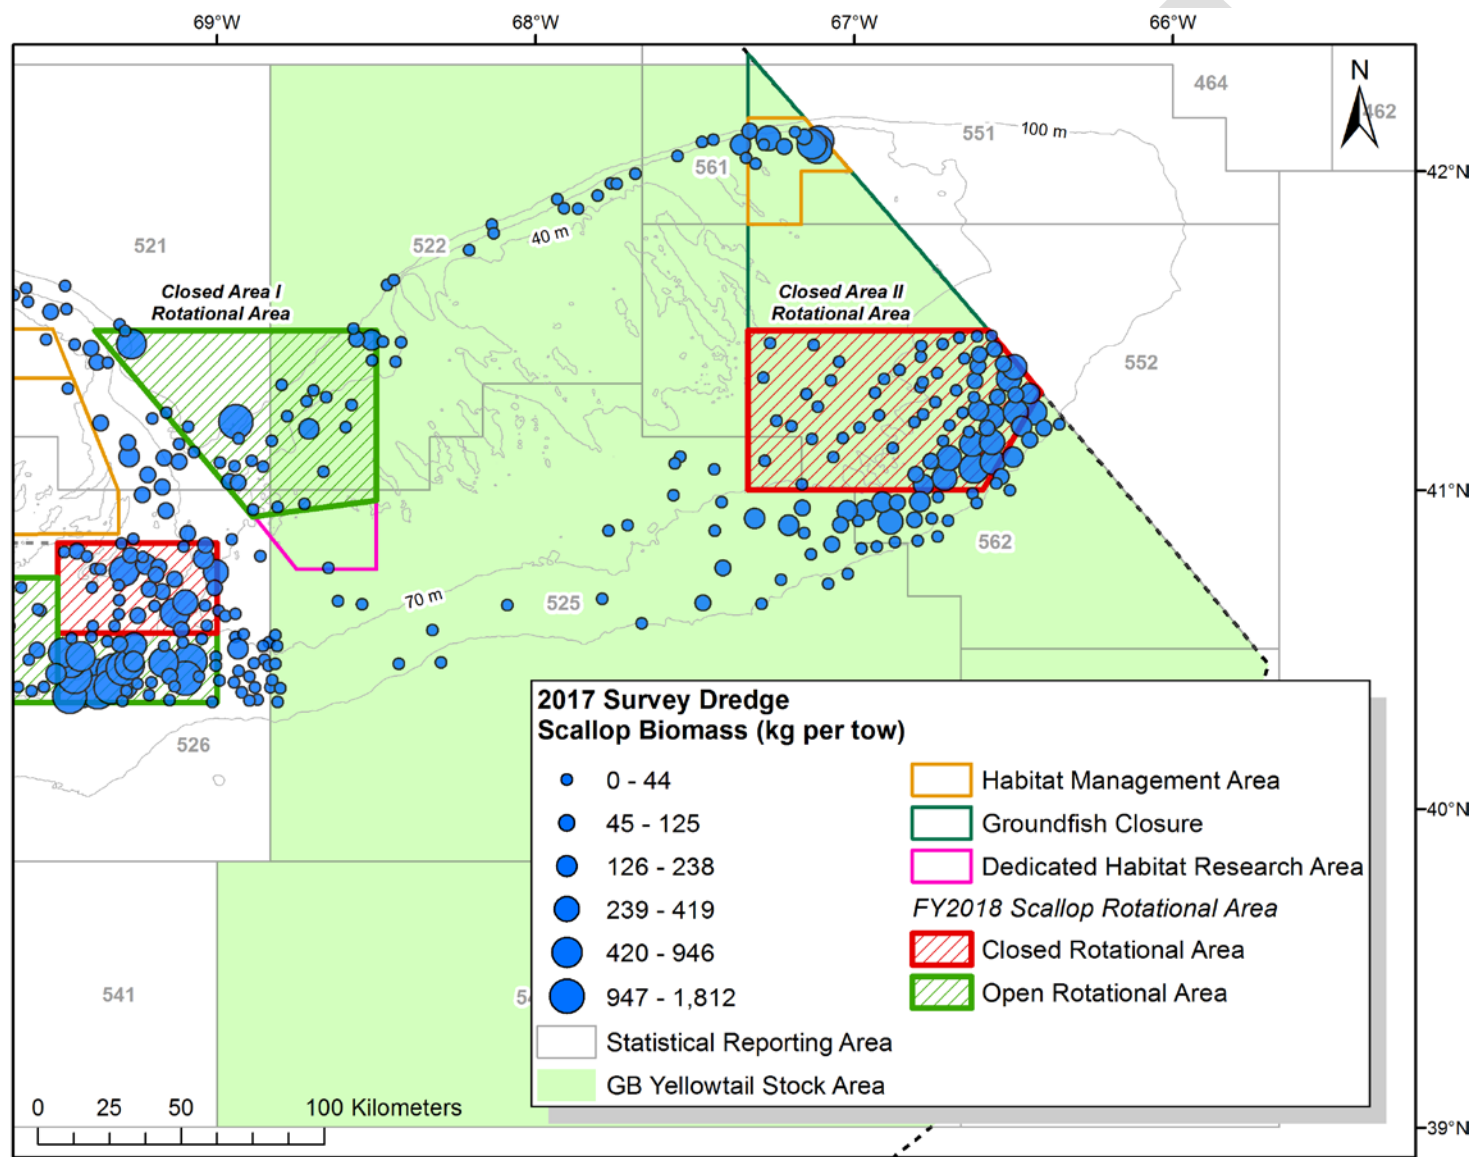 69°W
68°W
67°W
66°W
N
464
462
551
100 m
42°N
561
521
522
40 m
Closed Area I
Rotational Area
Closed Area II
Rotational Area
552
41°N
562
70 m
525
526
2017 Survey Dredge
Scallop Biomass (kg per tow)
0 - 44
45 - 125
126 - 238
239 - 419
420 - 946
947 - 1,812
Statistical Reporting Area
GB Yellowtail Stock Area
Habitat Management Area
Groundfish Closure
Dedicated Habitat Research Area
FY2018 Scallop Rotational Area
Closed Rotational Area
Open Rotational Area
40°N
541
0 25 50 100 Kilometers
39°N